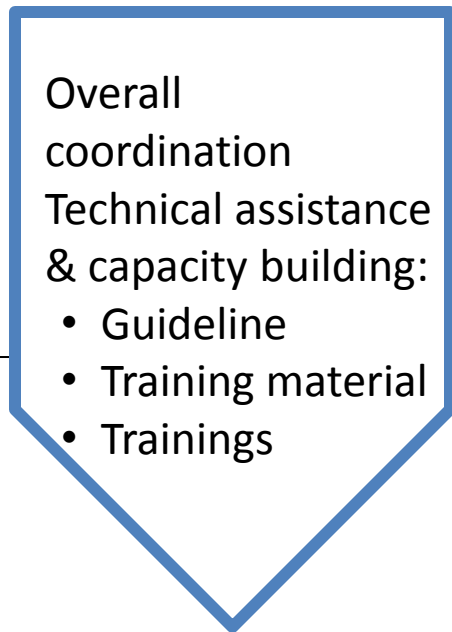 Overall
coordination
Technical assistance
& capacity building:
• Guideline
• Training material
• Trainings